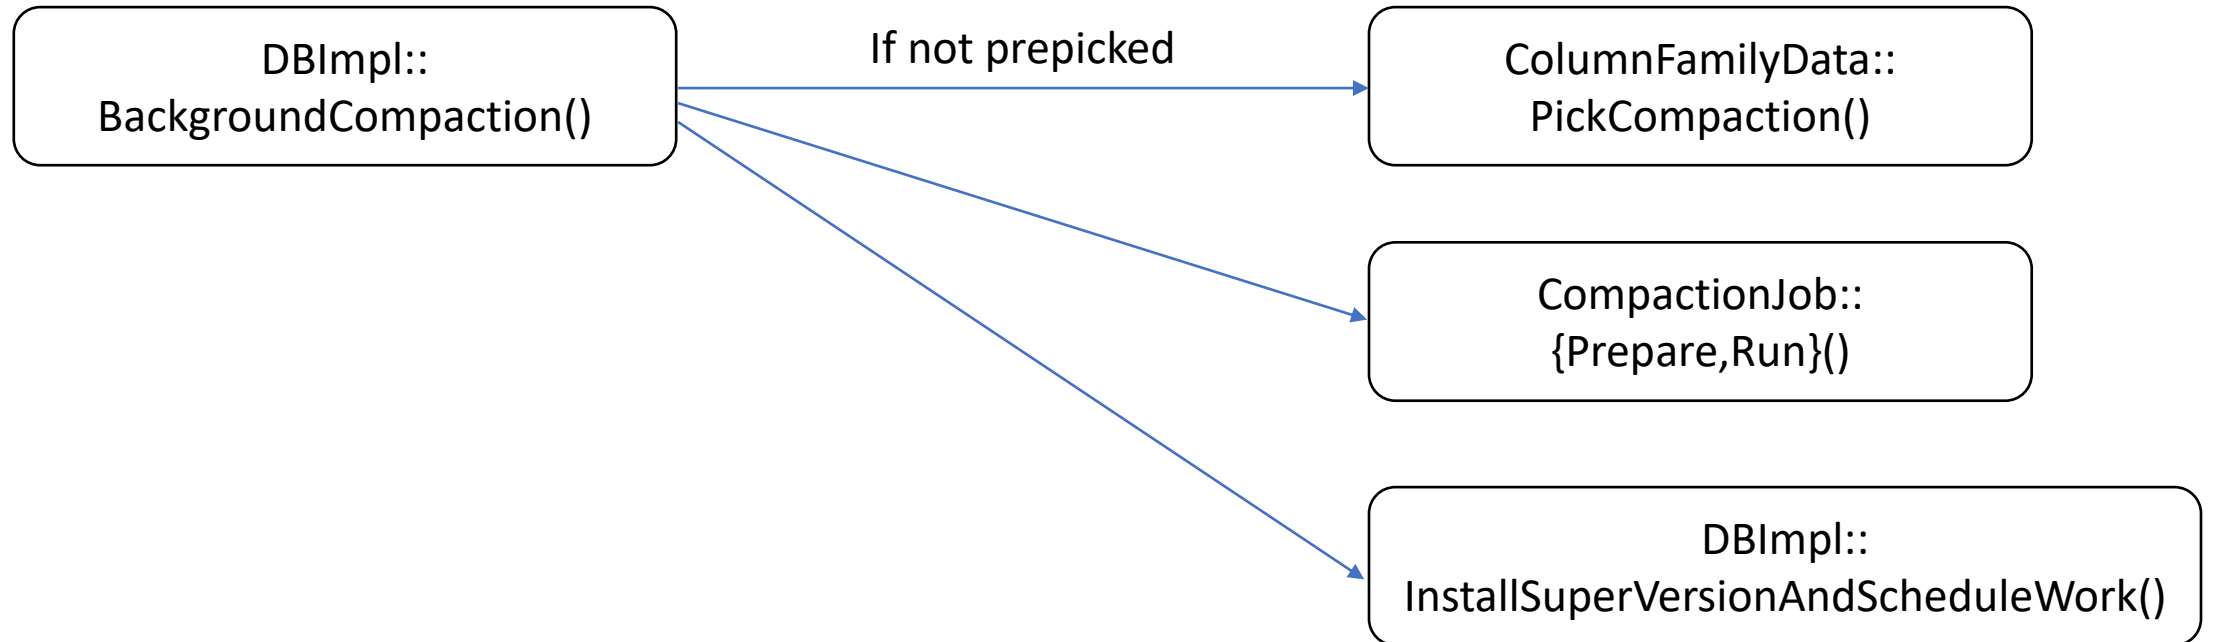 DBImpl::
BackgroundCompaction()
If not prepicked
ColumnFamilyData::
PickCompaction()
CompactionJob::
{Prepare,Run}()
DBImpl::
InstallSuperVersionAndScheduleWork()